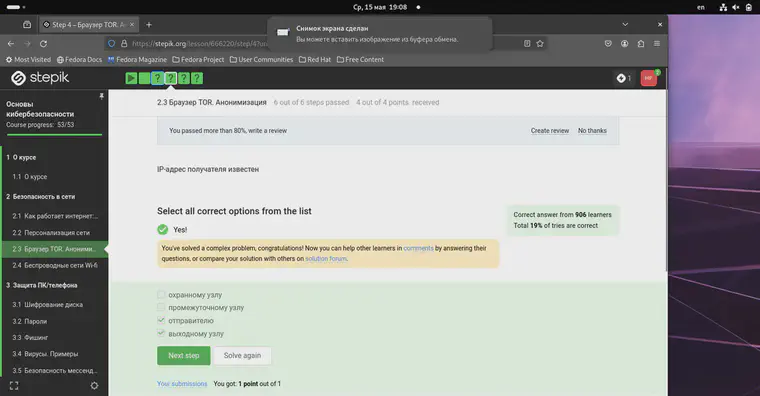 Ср, 15 мая 19:08
en
Step 4 – Браузер TOR. Ано
Снимок экрана сделан
Вы можете вставить изображение из буфера обмена.
https://stepik.org/lesson/666220/step/4?un
Most Visited
Fedora Docs
Fedora Magazine
Fedora Project
User Communities
Red Hat
Free Content
stepik
1
Основы кибербезопасности
Course progress: 53/53
1 О курсе
1.1 О курсе
2 Безопасность в сети
2.1 Как работает интернет:...
2.2 Персонализация сети
2.3 Браузер TOR. Аноними...
2.4 Беспроводные сети Wi-fi
3 Защита ПК/телефона
3.1 Шифрование диска
3.2 Пароли
3.3 Фишинг
3.4 Вирусы. Примеры
3.5 Безопасность мессенд...
2.3 Браузер TOR. Анонимизация 6 out of 6 steps passed 4 out of 4 points received
You passed more than 80%, write a review
Create review
No thanks
IP-адрес получателя известен
Select all correct options from the list
Yes!
Correct answer from 906 learners
Total 19% of tries are correct
You've solved a complex problem, congratulations! Now you can help other learners in comments by answering their
questions, or compare your solution with others on solution forum.
охранному узлу
промежуточному узлу
отправителю
выходному узлу
Next step
Solve again
Your submissions You got: 1 point out of 1